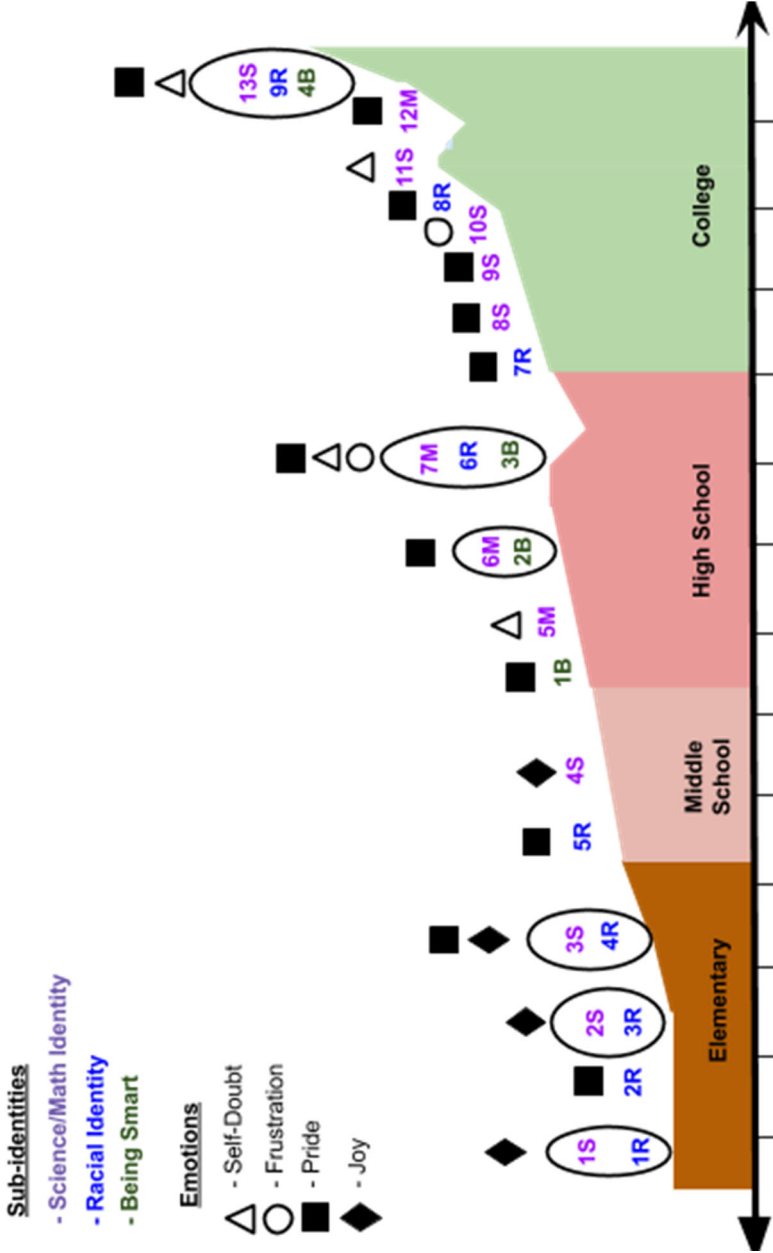 Sub-identities
- Science/Math Identity
- Racial Identity
- Being Smart
Emotions
- Self-Doubt
- Frustration
- Pride
- Joy
1S
1R
2R
2S
3R
3S
4R
5R
4S
1B
5M
6M
2B
7M
6R
3B
7R
8S
9S
10S
8R
11S
12M
13S
9R
4B
Elementary
Middle
School
High School
College